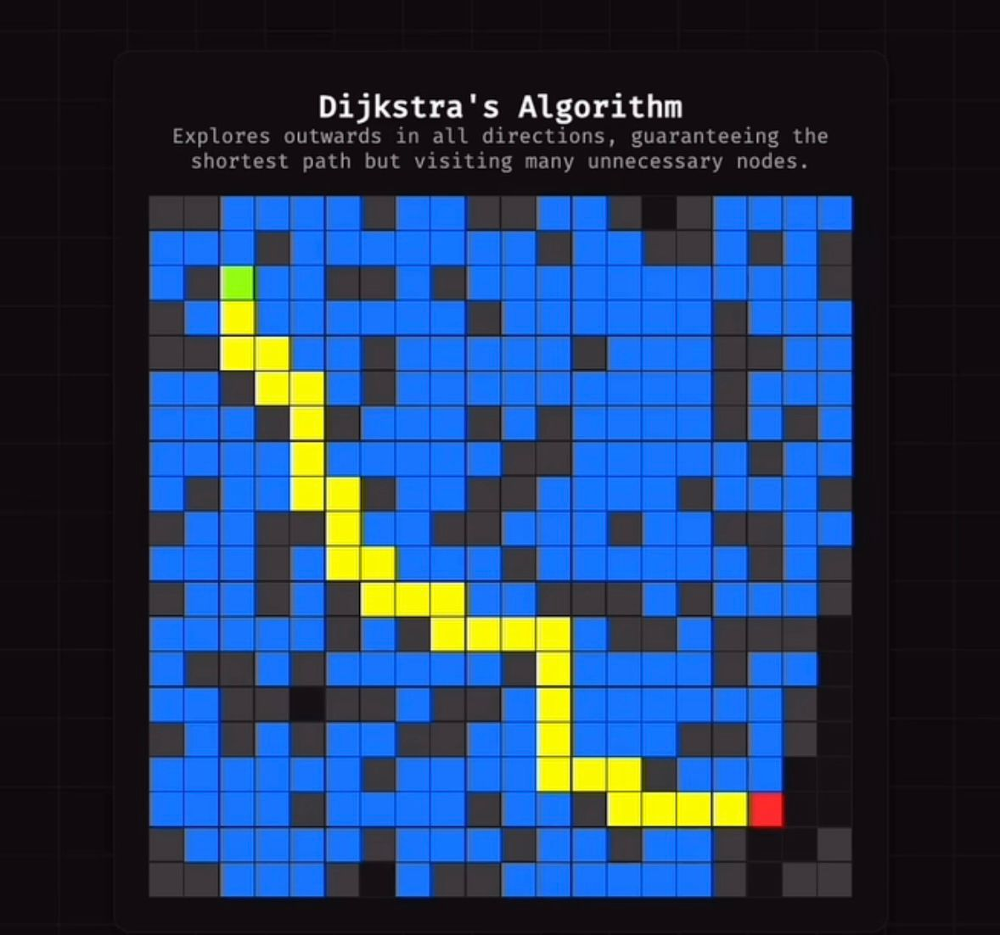 Dijkstra's Algorithm
Explores outwards in all directions, guaranteeing the
shortest path but visiting many unnecessary nodes.